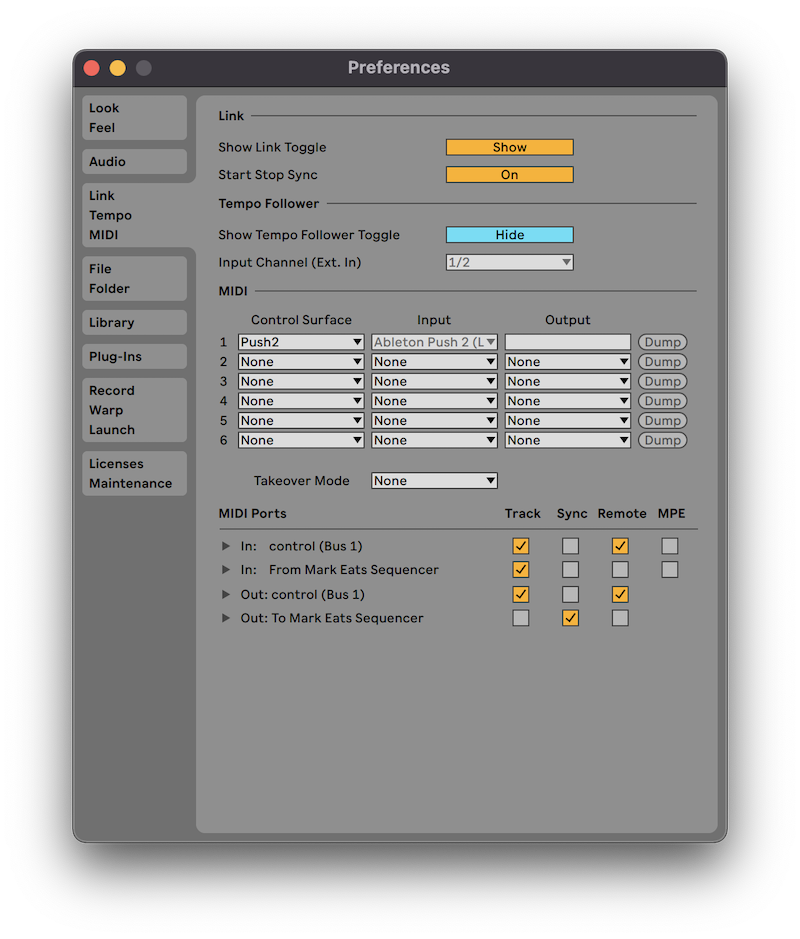 Preferences
Look
Feel
Audio
Link
Tempo
MIDI
File
Folder
Library
Plug-Ins
Record
Warp
Launch
Licenses
Maintenance
Link
Show Link Toggle Show
Start Stop Sync On
Tempo Follower
Show Tempo Follower Toggle Hide
Input Channel (Ext. In) 1/2
MIDI
Control Surface Input Output
1 Push2 Ableton Push 2 (L Dump
2 None None None Dump
3 None None None Dump
4 None None None Dump
5 None None None Dump
6 None None None Dump
Takeover Mode None
MIDI Ports Track Sync Remote MPE
In: control (Bus 1)
In: From Mark Eats Sequencer
Out: control (Bus 1)
Out: To Mark Eats Sequencer